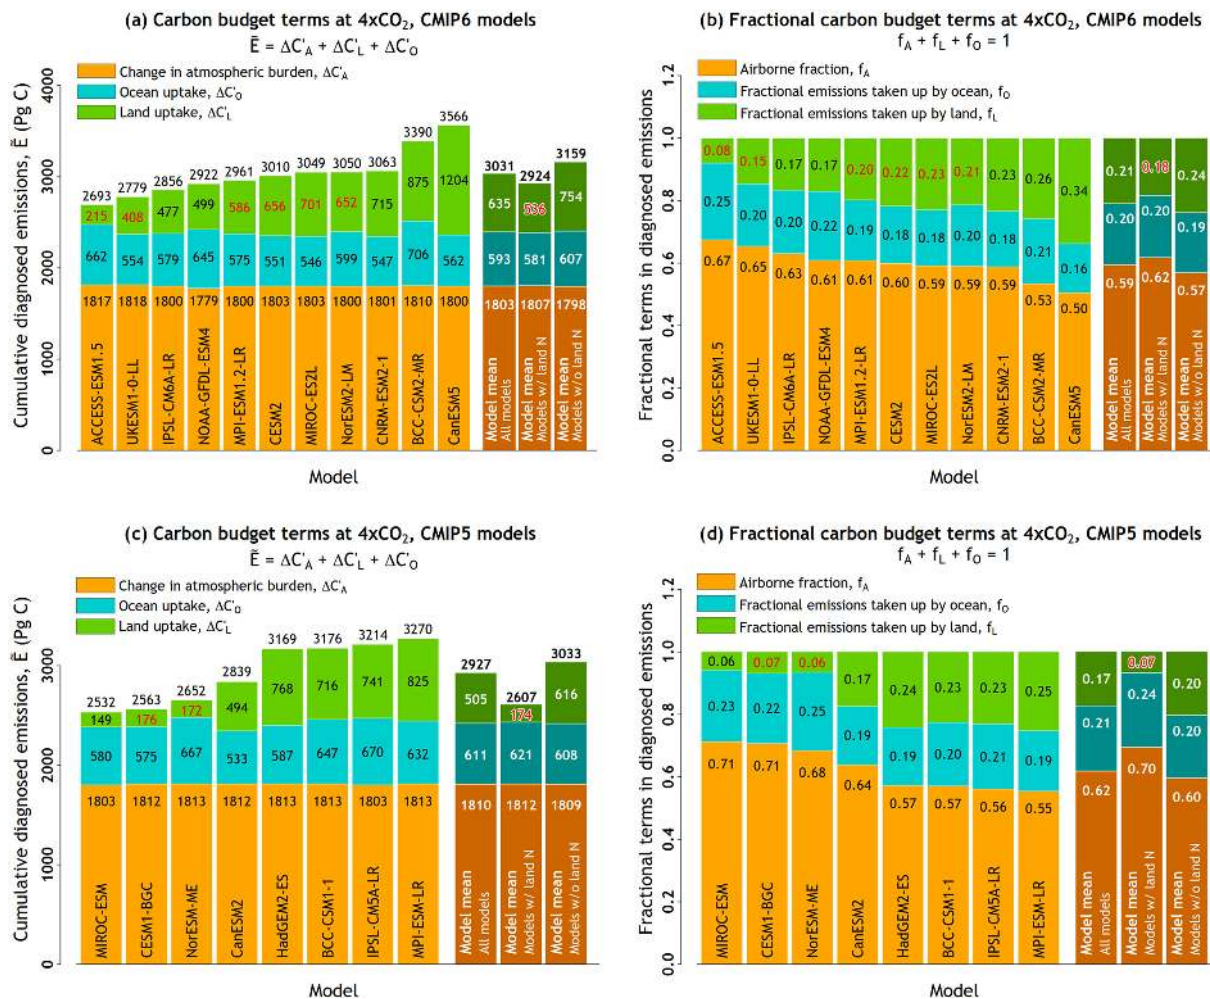 (a) Carbon budget terms at 4xCO₂, CMIP6 models
Ẽ = ΔC'A + ΔC'L + ΔC'O
Change in atmospheric burden, ΔC'A
Ocean uptake, ΔC'O
Land uptake, ΔC'L
Cumulative diagnosed emissions, Ẽ (Pg C)
0 1000 2000 3000 4000
2693 2779 2856 2922 2961 3010 3049 3050 3063 3390 3566 3031 2924 3159
215 408 477 499 586 656 701 652 715 875 1204 635 536 754
662 554 579 645 575 551 546 599 547 706 562 593 581 607
1817 1818 1800 1779 1800 1803 1803 1800 1801 1810 1800 1803 1807 1798
ACCESS-ESM1.5
UKESM1-0-LL
IPSL-CM6A-LR
NOAA-GFDL-ESM4
MPI-ESM1.2-LR
CESM2
MIROC-ES2L
NorESM2-LM
CNRM-ESM2-1
BCC-CSM2-MR
CanESM5
Model mean
All models
Model mean
Models w/ land N
Model mean
Models w/o land N
Model
(b) Fractional carbon budget terms at 4xCO₂, CMIP6 models
fA + fL + fO = 1
Airborne fraction, fA
Fractional emissions taken up by ocean, fO
Fractional emissions taken up by land, fL
Fractional terms in diagnosed emissions
0.0 0.2 0.4 0.6 0.8 1.0 1.2
0.08 0.15 0.17 0.17 0.20 0.22 0.23 0.21 0.23 0.26 0.34 0.21 0.18 0.24
0.25 0.20 0.20 0.22 0.19 0.18 0.18 0.20 0.18 0.21 0.16 0.20 0.20 0.19
0.67 0.65 0.63 0.61 0.61 0.60 0.59 0.59 0.59 0.53 0.50 0.59 0.62 0.57
ACCESS-ESM1.5
UKESM1-0-LL
IPSL-CM6A-LR
NOAA-GFDL-ESM4
MPI-ESM1.2-LR
CESM2
MIROC-ES2L
NorESM2-LM
CNRM-ESM2-1
BCC-CSM2-MR
CanESM5
Model mean
All models
Model mean
Models w/ land N
Model mean
Models w/o land N
Model
(c) Carbon budget terms at 4xCO₂, CMIP5 models
Ẽ = ΔC'A + ΔC'L + ΔC'O
Change in atmospheric burden, ΔC'A
Ocean uptake, ΔC'O
Land uptake, ΔC'L
Cumulative diagnosed emissions, Ẽ (Pg C)
0 1000 2000 3000
2532 2563 2652 2839 3169 3176 3214 3270 2927 2607 3033
149 176 172 494 768 716 741 825 505 174 616
580 575 667 533 587 647 670 632 611 621 608
1803 1812 1813 1812 1813 1813 1803 1813 1810 1812 1809
MIROC-ESM
CESM1-BGC
NorESM-ME
CanESM2
HadGEM2-ES
BCC-CSM1-1
IPSL-CM5A-LR
MPI-ESM-LR
Model mean
All models
Model mean
Models w/ land N
Model mean
Models w/o land N
Model
(d) Fractional carbon budget terms at 4xCO₂, CMIP5 models
fA + fL + fO = 1
Airborne fraction, fA
Fractional emissions taken up by ocean, fO
Fractional emissions taken up by land, fL
Fractional terms in diagnosed emissions
0.0 0.2 0.4 0.6 0.8 1.0 1.2
0.06 0.07 0.06 0.17 0.24 0.23 0.23 0.25 0.17 0.07 0.20
0.23 0.22 0.25 0.19 0.19 0.20 0.21 0.19 0.21 0.24 0.20
0.71 0.71 0.68 0.64 0.57 0.57 0.56 0.55 0.62 0.70 0.60
MIROC-ESM
CESM1-BGC
NorESM-ME
CanESM2
HadGEM2-ES
BCC-CSM1-1
IPSL-CM5A-LR
MPI-ESM-LR
Model mean
All models
Model mean
Models w/ land N
Model mean
Models w/o land N
Model